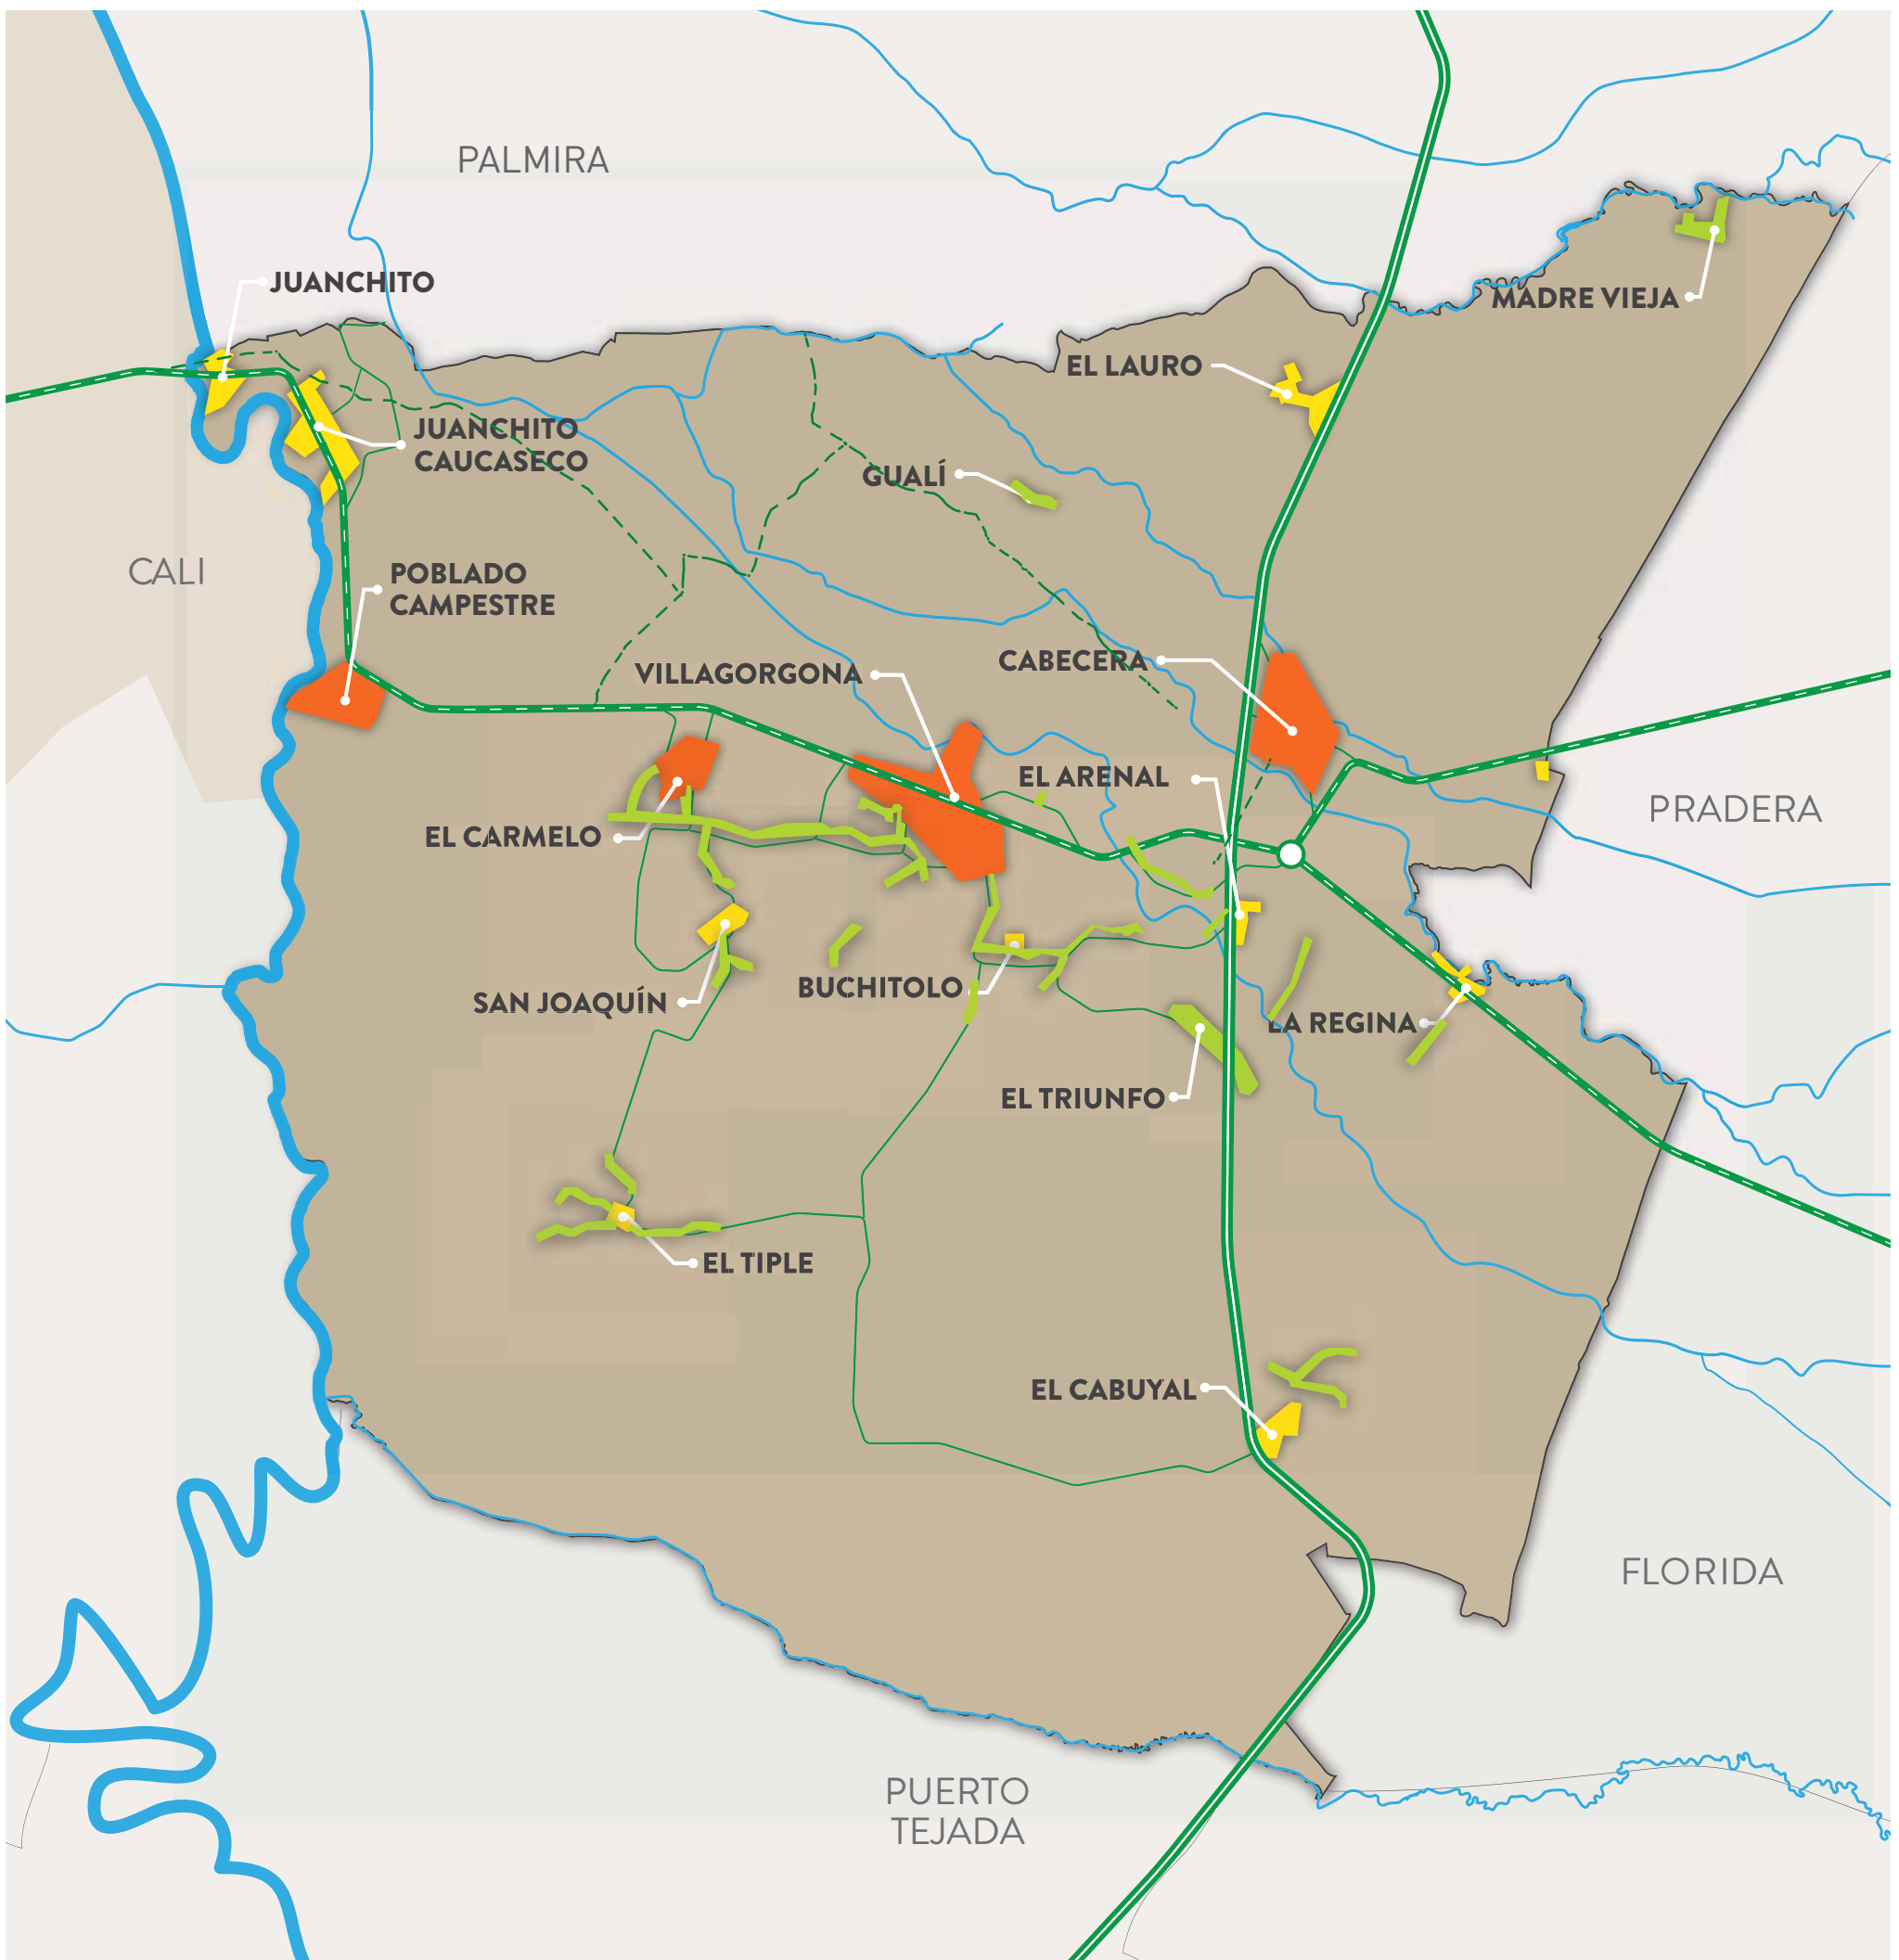 PALMIRA
JUANCHITO
MADRE VIEJA
EL LAURO
JUANCHITO
CAUCASECO
GUALÍ
CALI
POBLADO
CAMPESTRE
VILLAGORGONA
CABECERA
EL ARENAL
PRADERA
EL CARMELO
SAN JOAQUÍN
BUCHITOLO
LA REGINA
EL TRIUNFO
EL TIPLE
EL CABUYAL
FLORIDA
PUERTO
TEJADA